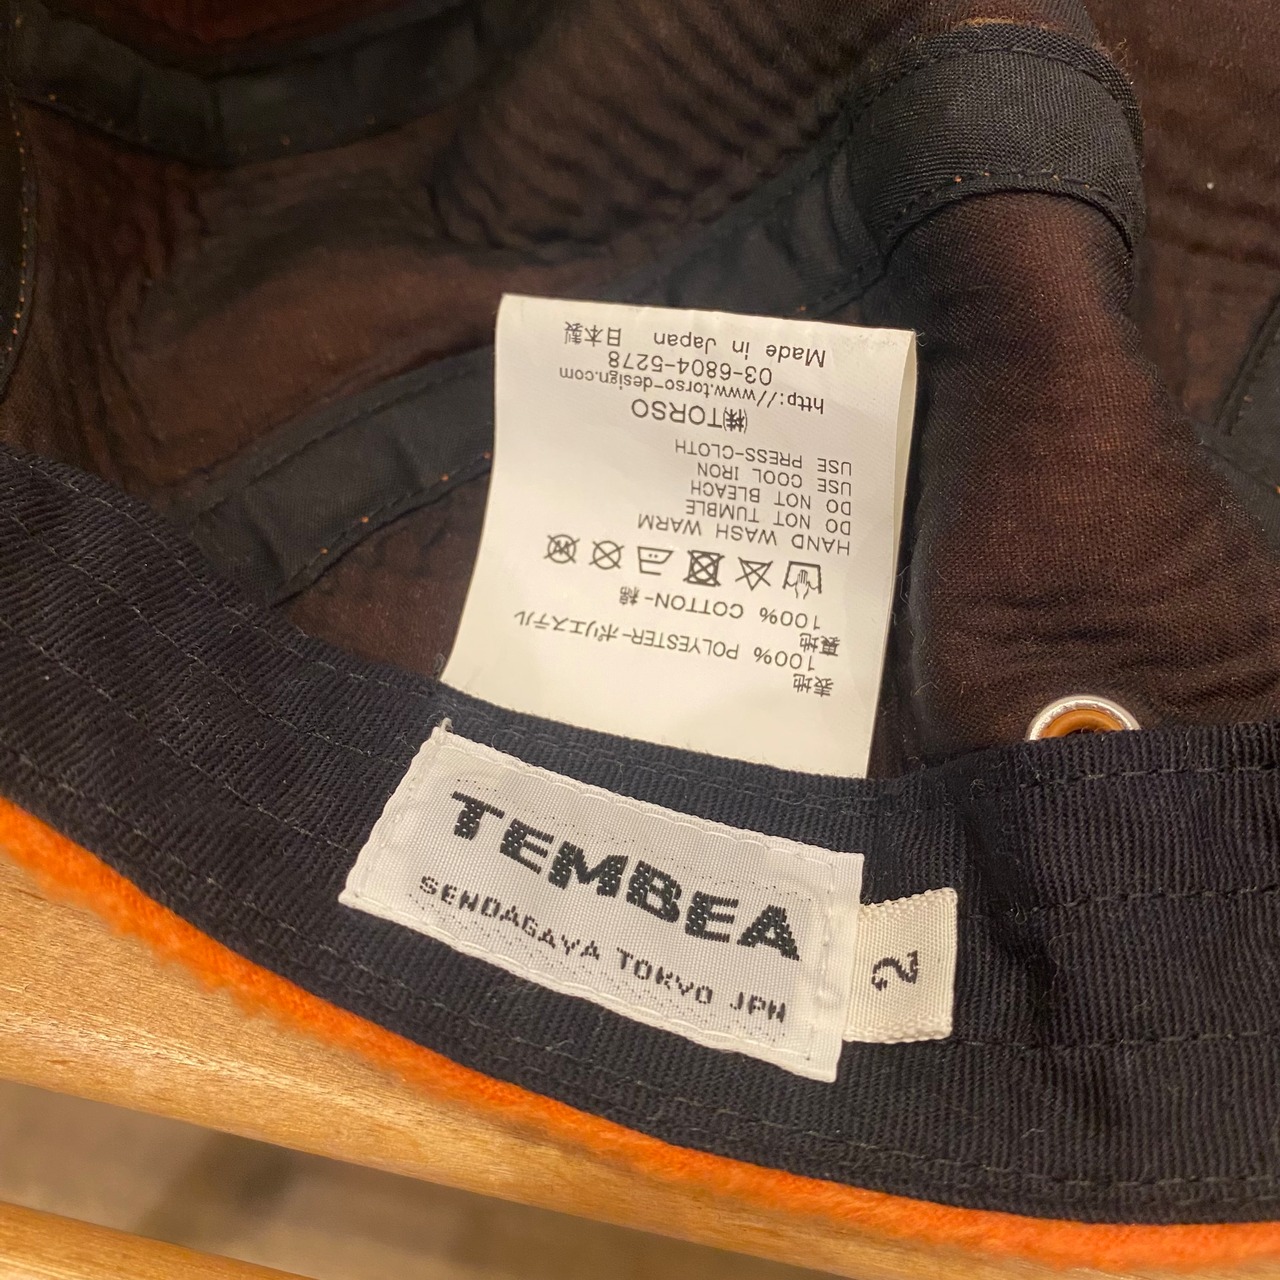 表地
100% POLYESTER-ポリエステル
裏地
100% COTTON-綿
HAND WASH WARM
DO NOT TUMBLE
DO NOT BLEACH
USE COOL IRON
USE PRESS-CLOTH
㈱TORSO
http://www.torso-design.com
03-6804-5278
Made in Japan 日本製
TEMBEA
SENDAGAYA TOKYO JPN
2